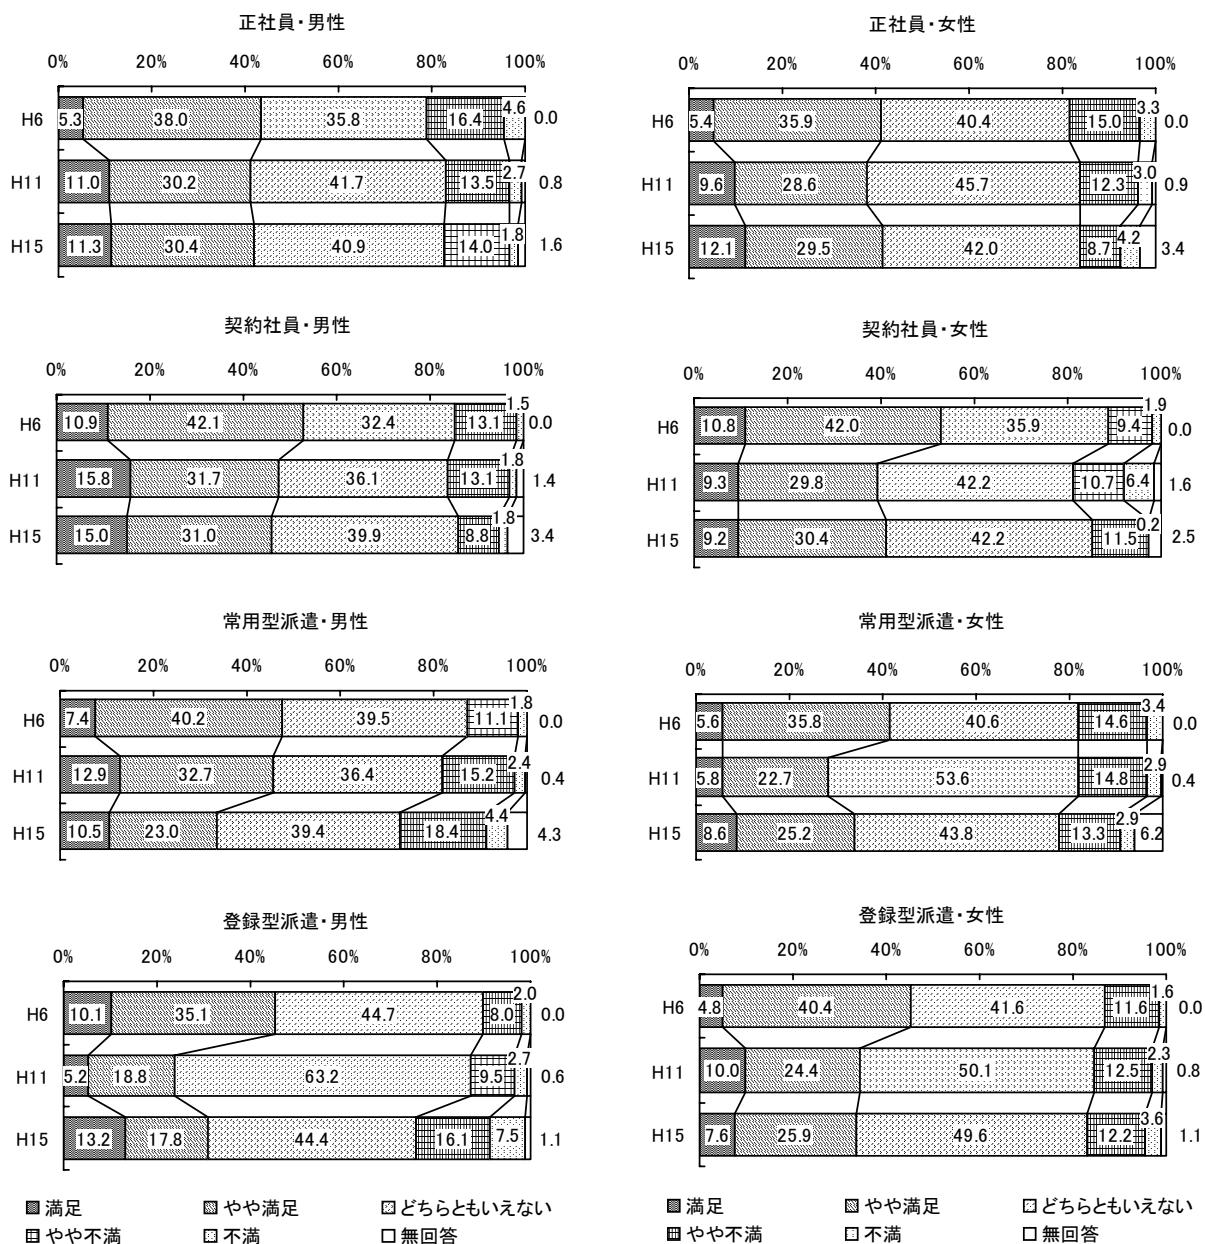 正社員・男性
0% 20% 40% 60% 80% 100%
H6 5.3 38.0 35.8 16.4 4.6 0.0
H11 11.0 30.2 41.7 13.5 2.7 0.8
H15 11.3 30.4 40.9 14.0 1.8 1.6
正社員・女性
0% 20% 40% 60% 80% 100%
H6 5.4 35.9 40.4 15.0 3.3 0.0
H11 9.6 28.6 45.7 12.3 3.0 0.9
H15 12.1 29.5 42.0 8.7 4.2 3.4
契約社員・男性
0% 20% 40% 60% 80% 100%
H6 10.9 42.1 32.4 13.1 1.5 0.0
H11 15.8 31.7 36.1 13.1 1.8 1.4
H15 15.0 31.0 39.9 8.8 1.8 3.4
契約社員・女性
0% 20% 40% 60% 80% 100%
H6 10.8 42.0 35.9 9.4 1.9 0.0
H11 9.3 29.8 42.2 10.7 6.4 1.6
H15 9.2 30.4 42.2 11.5 0.2 2.5
常用型派遣・男性
0% 20% 40% 60% 80% 100%
H6 7.4 40.2 39.5 11.1 1.8 0.0
H11 12.9 32.7 36.4 15.2 2.4 0.4
H15 10.5 23.0 39.4 18.4 4.4 4.3
常用型派遣・女性
0% 20% 40% 60% 80% 100%
H6 5.6 35.8 40.6 14.6 3.4 0.0
H11 5.8 22.7 53.6 14.8 2.9 0.4
H15 8.6 25.2 43.8 13.3 2.9 6.2
登録型派遣・男性
0% 20% 40% 60% 80% 100%
H6 10.1 35.1 44.7 8.0 2.0 0.0
H11 5.2 18.8 63.2 9.5 2.7 0.6
H15 13.2 17.8 44.4 16.1 7.5 1.1
登録型派遣・女性
0% 20% 40% 60% 80% 100%
H6 4.8 40.4 41.6 11.6 1.6 0.0
H11 10.0 24.4 50.1 12.5 2.3 0.8
H15 7.6 25.9 49.6 12.2 3.6 1.1
満足 やや満足 どちらともいえない
やや不満 不満 無回答
満足 やや満足 どちらともいえない
やや不満 不満 無回答